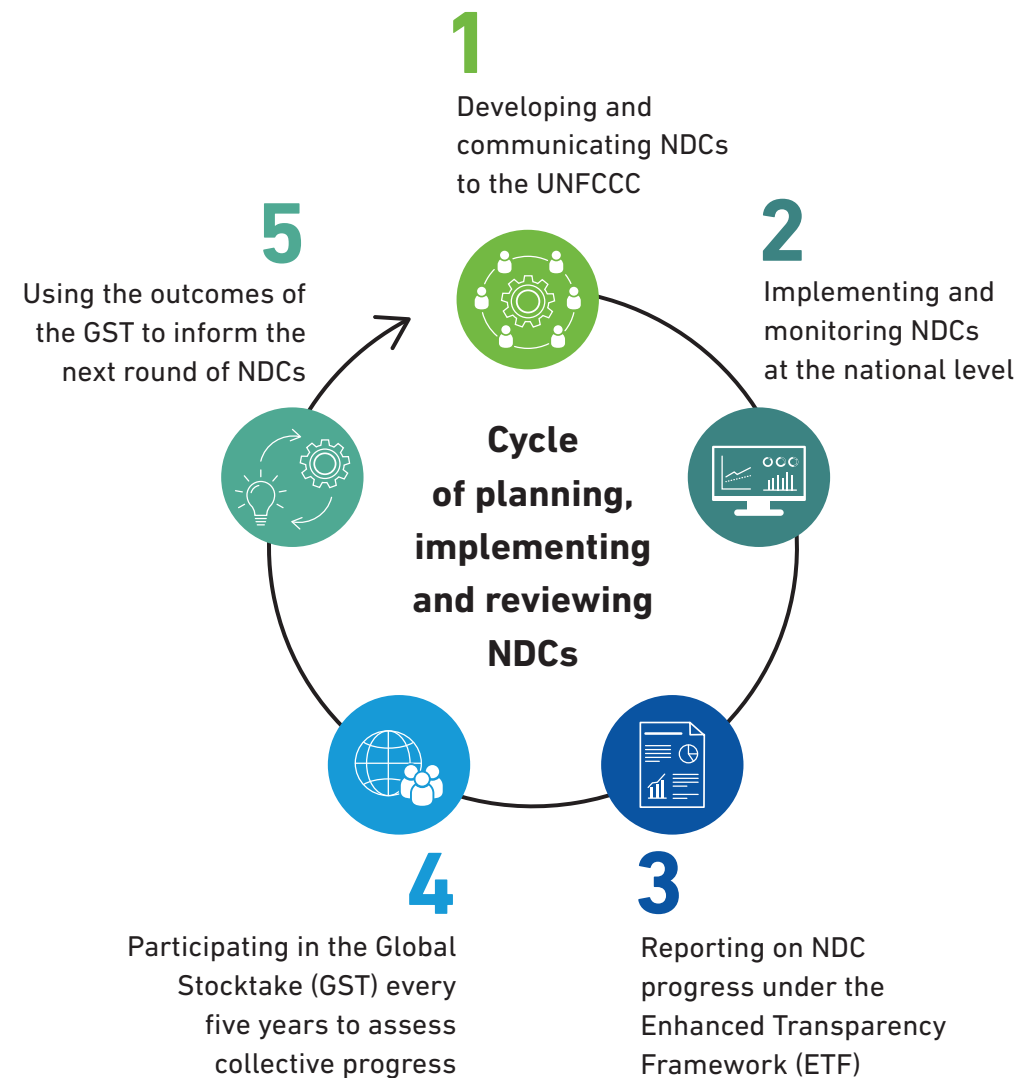 1
Developing and
communicating NDCs
to the UNFCCC
2
Implementing and
monitoring NDCs
at the national level
3
Reporting on NDC
progress under the
Enhanced Transparency
Framework (ETF)
4
Participating in the Global
Stocktake (GST) every
five years to assess
collective progress
5
Using the outcomes of
the GST to inform the
next round of NDCs
Cycle
of planning,
implementing
and reviewing
NDCs